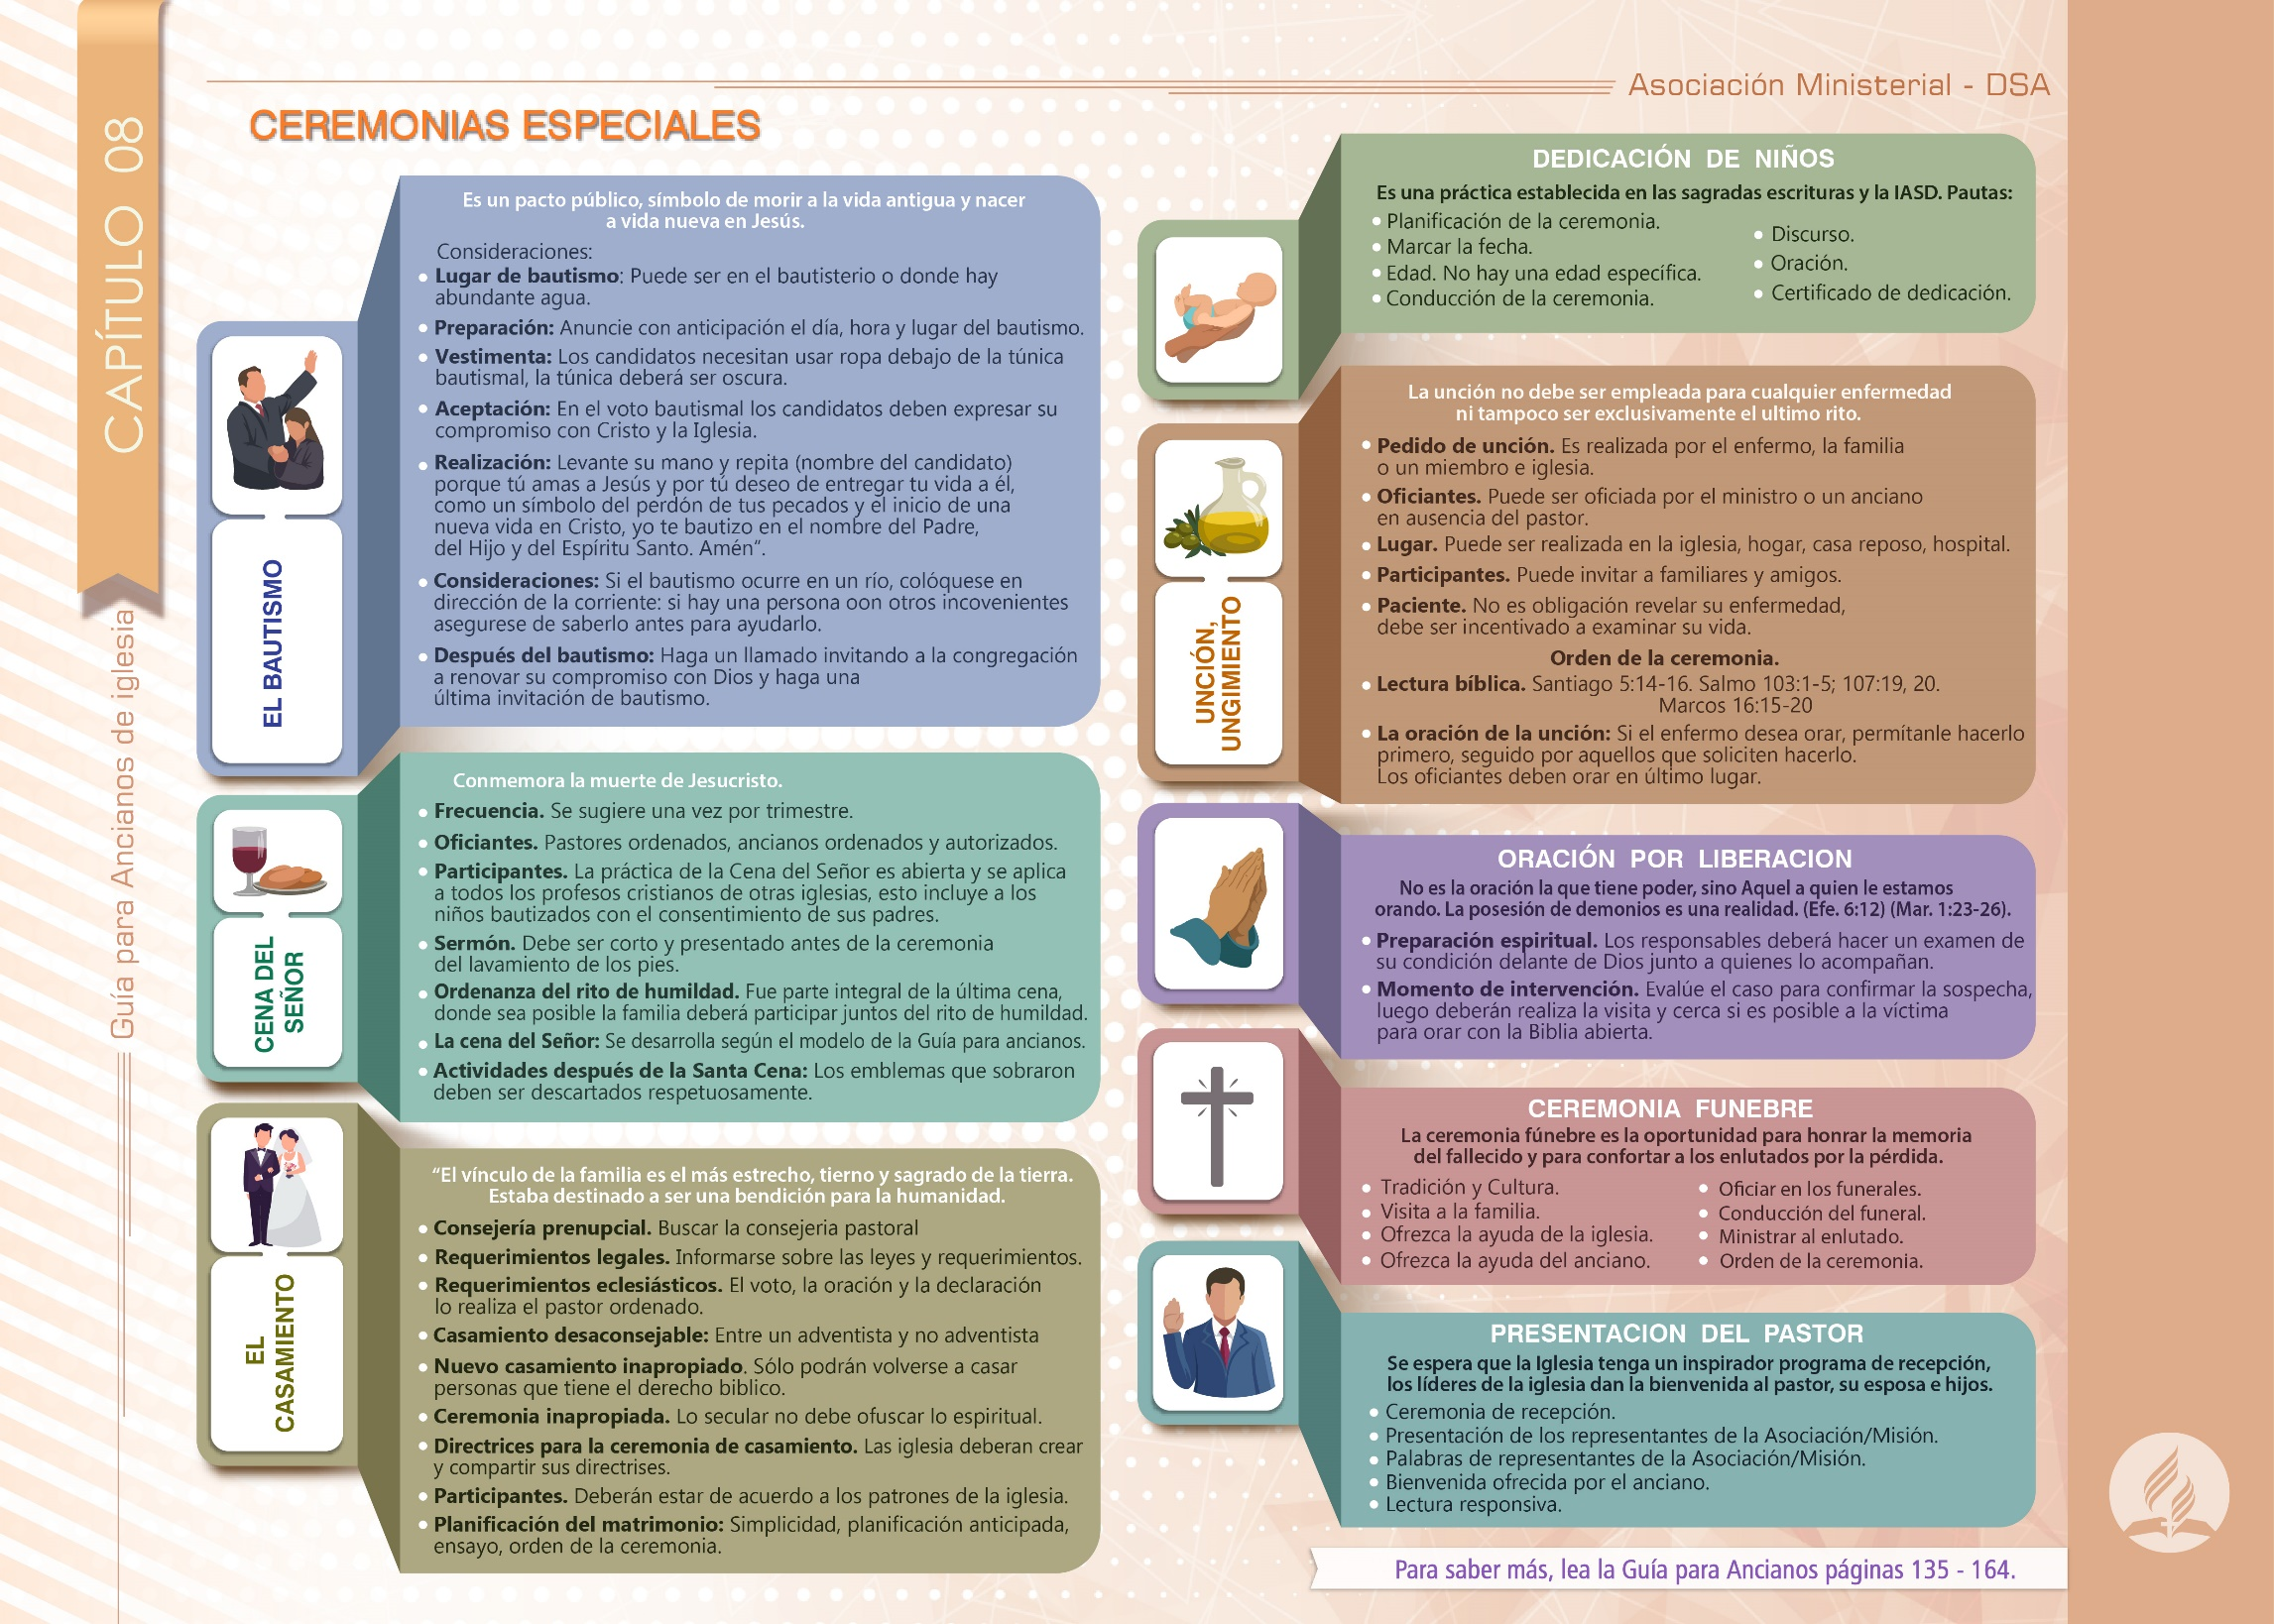 CAPÍTULO 08
Guía para Ancianos de iglesia
Asociación Ministerial - DSA
CEREMONIAS ESPECIALES
EL BAUTISMO
Es un pacto público, símbolo de morir a la vida antigua y nacer
a vida nueva en Jesús.
Consideraciones:
• Lugar de bautismo: Puede ser en el bautisterio o donde hay
abundante agua.
• Preparación: Anuncie con anticipación el día, hora y lugar del bautismo.
• Vestimenta: Los candidatos necesitan usar ropa debajo de la túnica
bautismal, la túnica deberá ser oscura.
• Aceptación: En el voto bautismal los candidatos deben expresar su
compromiso con Cristo y la Iglesia.
• Realización: Levante su mano y repita (nombre del candidato)
porque tú amas a Jesús y por tú deseo de entregar tu vida a él,
como un símbolo del perdón de tus pecados y el inicio de una
nueva vida en Cristo, yo te bautizo en el nombre del Padre,
del Hijo y del Espíritu Santo. Amén“.
• Consideraciones: Si el bautismo ocurre en un río, colóquese en
dirección de la corriente: si hay una persona oon otros incovenientes
asegurese de saberlo antes para ayudarlo.
• Después del bautismo: Haga un llamado invitando a la congregación
a renovar su compromiso con Dios y haga una
última invitación de bautismo.
CENA DEL
SEÑOR
Conmemora la muerte de Jesucristo.
• Frecuencia. Se sugiere una vez por trimestre.
• Oficiantes. Pastores ordenados, ancianos ordenados y autorizados.
• Participantes. La práctica de la Cena del Señor es abierta y se aplica
a todos los profesos cristianos de otras iglesias, esto incluye a los
niños bautizados con el consentimiento de sus padres.
• Sermón. Debe ser corto y presentado antes de la ceremonia
del lavamiento de los pies.
• Ordenanza del rito de humildad. Fue parte integral de la última cena,
donde sea posible la familia deberá participar juntos del rito de humildad.
• La cena del Señor: Se desarrolla según el modelo de la Guía para ancianos.
• Actividades después de la Santa Cena: Los emblemas que sobraron
deben ser descartados respetuosamente.
EL
CASAMIENTO
“El vínculo de la familia es el más estrecho, tierno y sagrado de la tierra.
Estaba destinado a ser una bendición para la humanidad.
• Consejería prenupcial. Buscar la consejeria pastoral
• Requerimientos legales. Informarse sobre las leyes y requerimientos.
• Requerimientos eclesiásticos. El voto, la oración y la declaración
lo realiza el pastor ordenado.
• Casamiento desaconsejable: Entre un adventista y no adventista
• Nuevo casamiento inapropiado. Sólo podrán volverse a casar
personas que tiene el derecho biblico.
• Ceremonia inapropiada. Lo secular no debe ofuscar lo espiritual.
• Directrices para la ceremonia de casamiento. Las iglesia deberan crear
y compartir sus directrises.
• Participantes. Deberán estar de acuerdo a los patrones de la iglesia.
• Planificación del matrimonio: Simplicidad, planificación anticipada,
ensayo, orden de la ceremonia.
DEDICACIÓN DE NIÑOS
Es una práctica establecida en las sagradas escrituras y la IASD. Pautas:
• Planificación de la ceremonia.
• Marcar la fecha.
• Edad. No hay una edad específica.
• Conducción de la ceremonia.
• Discurso.
• Oración.
• Certificado de dedicación.
UNCIÓN,
UNGIMIENTO
La unción no debe ser empleada para cualquier enfermedad
ni tampoco ser exclusivamente el ultimo rito.
• Pedido de unción. Es realizada por el enfermo, la familia
o un miembro e iglesia.
• Oficiantes. Puede ser oficiada por el ministro o un anciano
en ausencia del pastor.
• Lugar. Puede ser realizada en la iglesia, hogar, casa reposo, hospital.
• Participantes. Puede invitar a familiares y amigos.
• Paciente. No es obligación revelar su enfermedad,
debe ser incentivado a examinar su vida.
Orden de la ceremonia.
• Lectura bíblica. Santiago 5:14-16. Salmo 103:1-5; 107:19, 20.
Marcos 16:15-20
• La oración de la unción: Si el enfermo desea orar, permítanle hacerlo
primero, seguido por aquellos que soliciten hacerlo.
Los oficiantes deben orar en último lugar.
ORACIÓN POR LIBERACION
No es la oración la que tiene poder, sino Aquel a quien le estamos
orando. La posesión de demonios es una realidad. (Efe. 6:12) (Mar. 1:23-26).
• Preparación espiritual. Los responsables deberá hacer un examen de
su condición delante de Dios junto a quienes lo acompañan.
• Momento de intervención. Evalúe el caso para confirmar la sospecha,
luego deberán realiza la visita y cerca si es posible a la víctima
para orar con la Biblia abierta.
CEREMONIA FUNEBRE
La ceremonia fúnebre es la oportunidad para honrar la memoria
del fallecido y para confortar a los enlutados por la pérdida.
• Tradición y Cultura.
• Visita a la familia.
• Ofrezca la ayuda de la iglesia.
• Ofrezca la ayuda del anciano.
• Oficiar en los funerales.
• Conducción del funeral.
• Ministrar al enlutado.
• Orden de la ceremonia.
PRESENTACION DEL PASTOR
Se espera que la Iglesia tenga un inspirador programa de recepción,
los líderes de la iglesia dan la bienvenida al pastor, su esposa e hijos.
• Ceremonia de recepción.
• Presentación de los representantes de la Asociación/Misión.
• Palabras de representantes de la Asociación/Misión.
• Bienvenida ofrecida por el anciano.
• Lectura responsiva.
Para saber más, lea la Guía para Ancianos páginas 135 - 164.